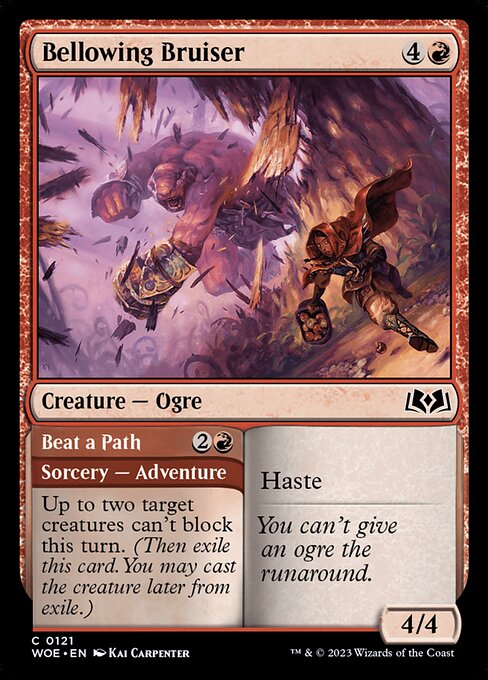 Bellowing Bruiser 4
Creature — Ogre
Beat a Path 2
Sorcery — Adventure
Up to two target
creatures can't block
this turn. (Then exile
this card. You may cast
the creature later from
exile.)
Haste
You can't give
an ogre the
runaround.
4/4
C 0121
WOE • EN Kai Carpenter
™ & © 2023 Wizards of the Coast